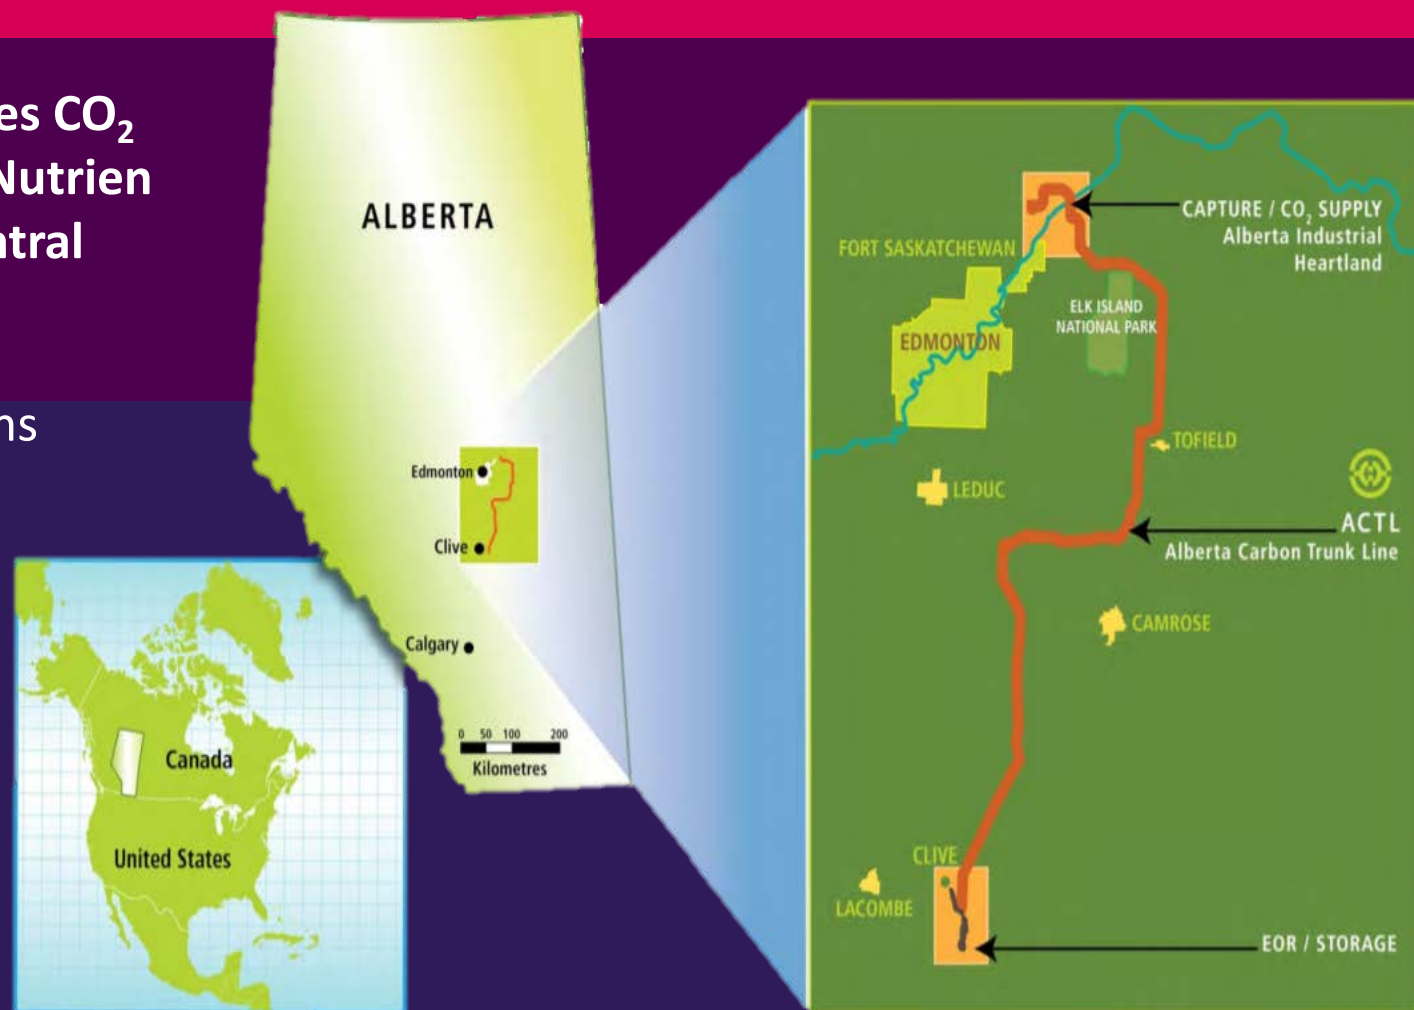 es CO₂
Nutrien
ntral
ns
ALBERTA
Edmonton
Clive
Calgary
0 50 100 200
Kilometres
Canada
United States
CAPTURE / CO₂ SUPPLY
Alberta Industrial
Heartland
FORT SASKATCHEWAN
ELK ISLAND
NATIONAL PARK
EDMONTON
TOFIELD
LEDUC
ACTL
Alberta Carbon Trunk Line
CAMROSE
CLIVE
LACOMBE
EOR / STORAGE